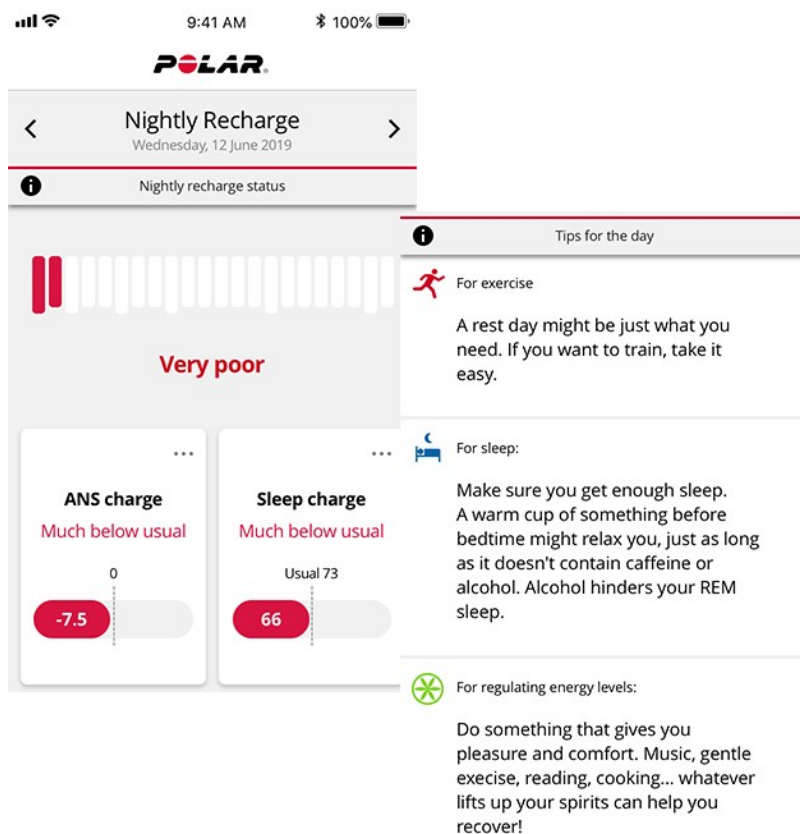 9:41 AM
100%
POLAR
Nightly Recharge
Wednesday, 12 June 2019
Nightly recharge status
Very poor
ANS charge
Much below usual
0
-7.5
Sleep charge
Much below usual
Usual 73
66
Tips for the day
For exercise
A rest day might be just what you
need. If you want to train, take it
easy.
For sleep:
Make sure you get enough sleep.
A warm cup of something before
bedtime might relax you, just as long
as it doesn't contain caffeine or
alcohol. Alcohol hinders your REM
sleep.
For regulating energy levels:
Do something that gives you
pleasure and comfort. Music, gentle
execise, reading, cooking... whatever
lifts up your spirits can help you
recover!